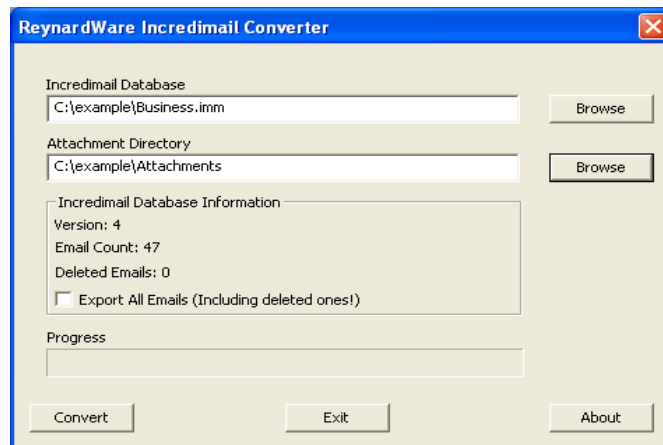 ReynardWare Incredimail Converter
Incredimail Database
C:\example\Business.imm
Browse
Attachment Directory
C:\example\Attachments
Browse
Incredimail Database Information
Version: 4
Email Count: 47
Deleted Emails: 0
Export All Emails (Including deleted ones!)
Progress
Convert
Exit
About